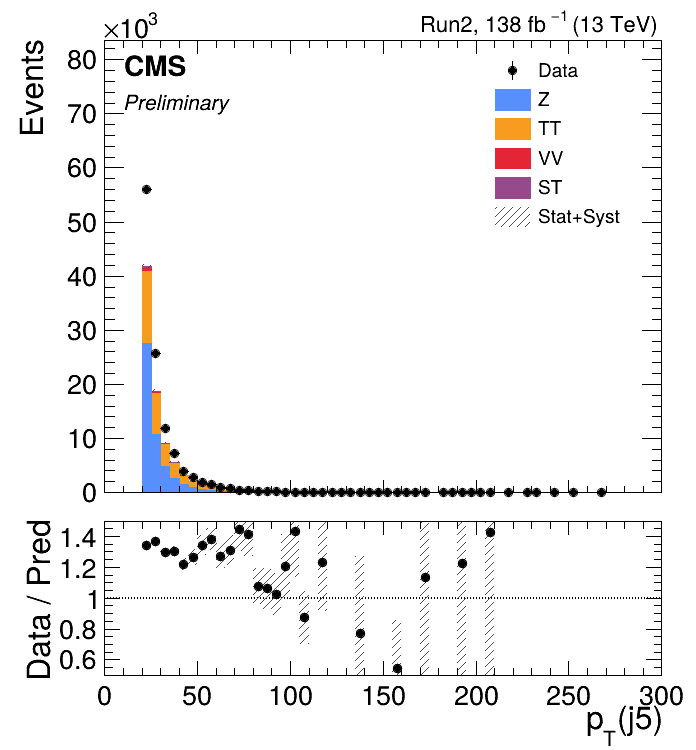 ×10³
Run2, 138 fb⁻¹ (13 TeV)
CMS
Preliminary
Events
80
70
60
50
40
30
20
10
0
Data
Z
TT
VV
ST
Stat+Syst
Data / Pred
1.4
1.2
1
0.8
0.6
0 50 100 150 200 250 300
p_T(j5)